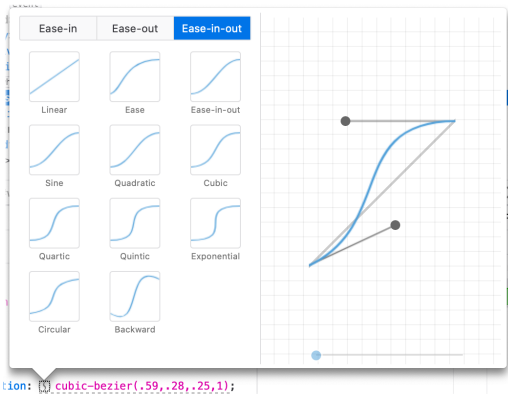 Ease-in Ease-out Ease-in-out
Linear Ease Ease-in-out
Sine Quadratic Cubic
Quartic Quintic Exponential
Circular Backward
tion: cubic-bezier(.59,.28,.25,1);